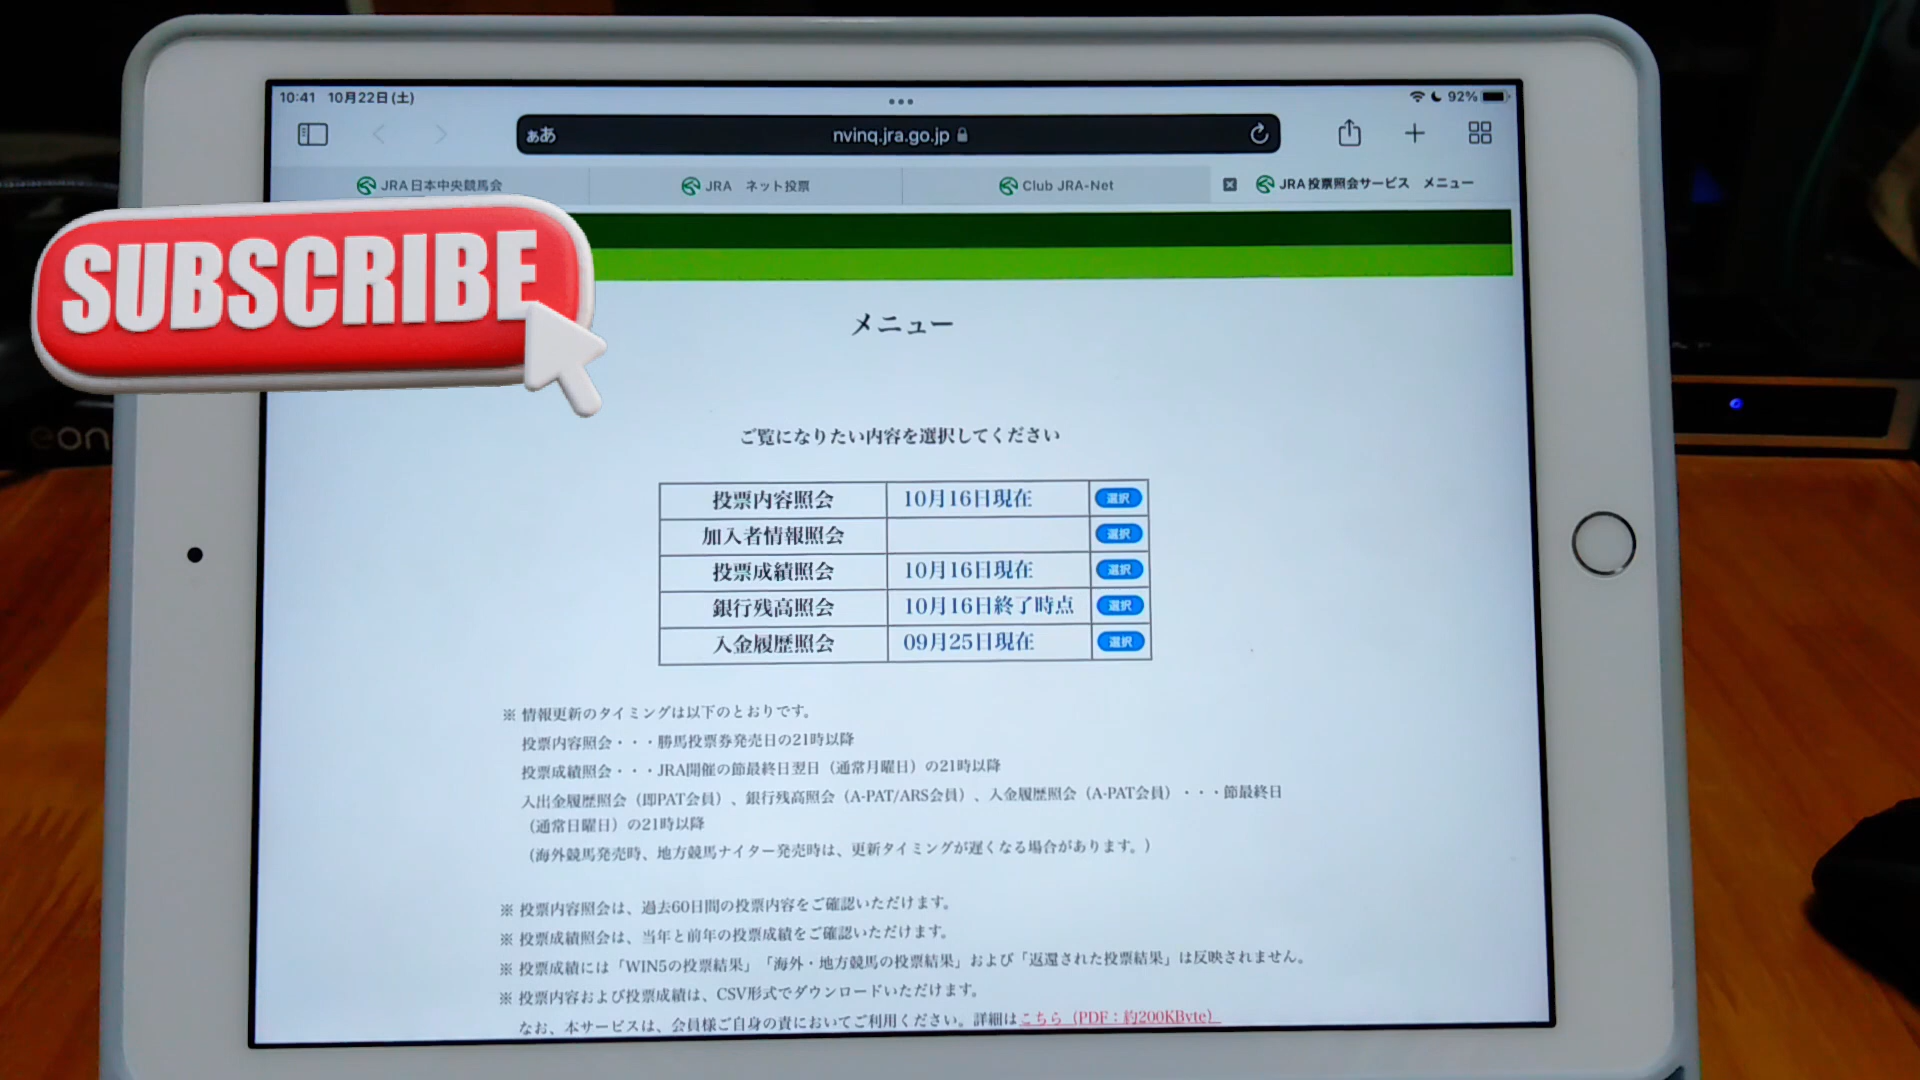 10:41 10月22日(土)
92%
ぁあ
nvinq.jra.go.jp
JRA日本中央競馬会
JRA ネット投票
Club JRA-Net
JRA投票照会サービス メニュー
SUBSCRIBE
メニュー
eon
ご覧になりたい内容を選択してください
投票内容照会 10月16日現在 選択
加入者情報照会 選択
投票成績照会 10月16日現在 選択
銀行残高照会 10月16日終了時点 選択
入金履歴照会 09月25日現在 選択
※ 情報更新のタイミングは以下のとおりです。
投票内容照会・・・勝馬投票券発売日の21時以降
投票成績照会・・・JRA開催の節最終日翌日（通常月曜日）の21時以降
入出金履歴照会（即PAT会員）、銀行残高照会（A-PAT/ARS会員）、入金履歴照会（A-PAT会員）・・・節最終日
（通常日曜日）の21時以降
（海外競馬発売時、地方競馬ナイター発売時は、更新タイミングが遅くなる場合があります。）
※ 投票内容照会は、過去60日間の投票内容をご確認いただけます。
※ 投票成績照会は、当年と前年の投票成績をご確認いただけます。
※ 投票成績には「WIN5の投票結果」「海外・地方競馬の投票結果」および「返還された投票結果」は反映されません。
※ 投票内容および投票成績は、CSV形式でダウンロードいただけます。
なお、本サービスは、会員様ご自身の責においてご利用ください。詳細はこちら（PDF：約200KByte）